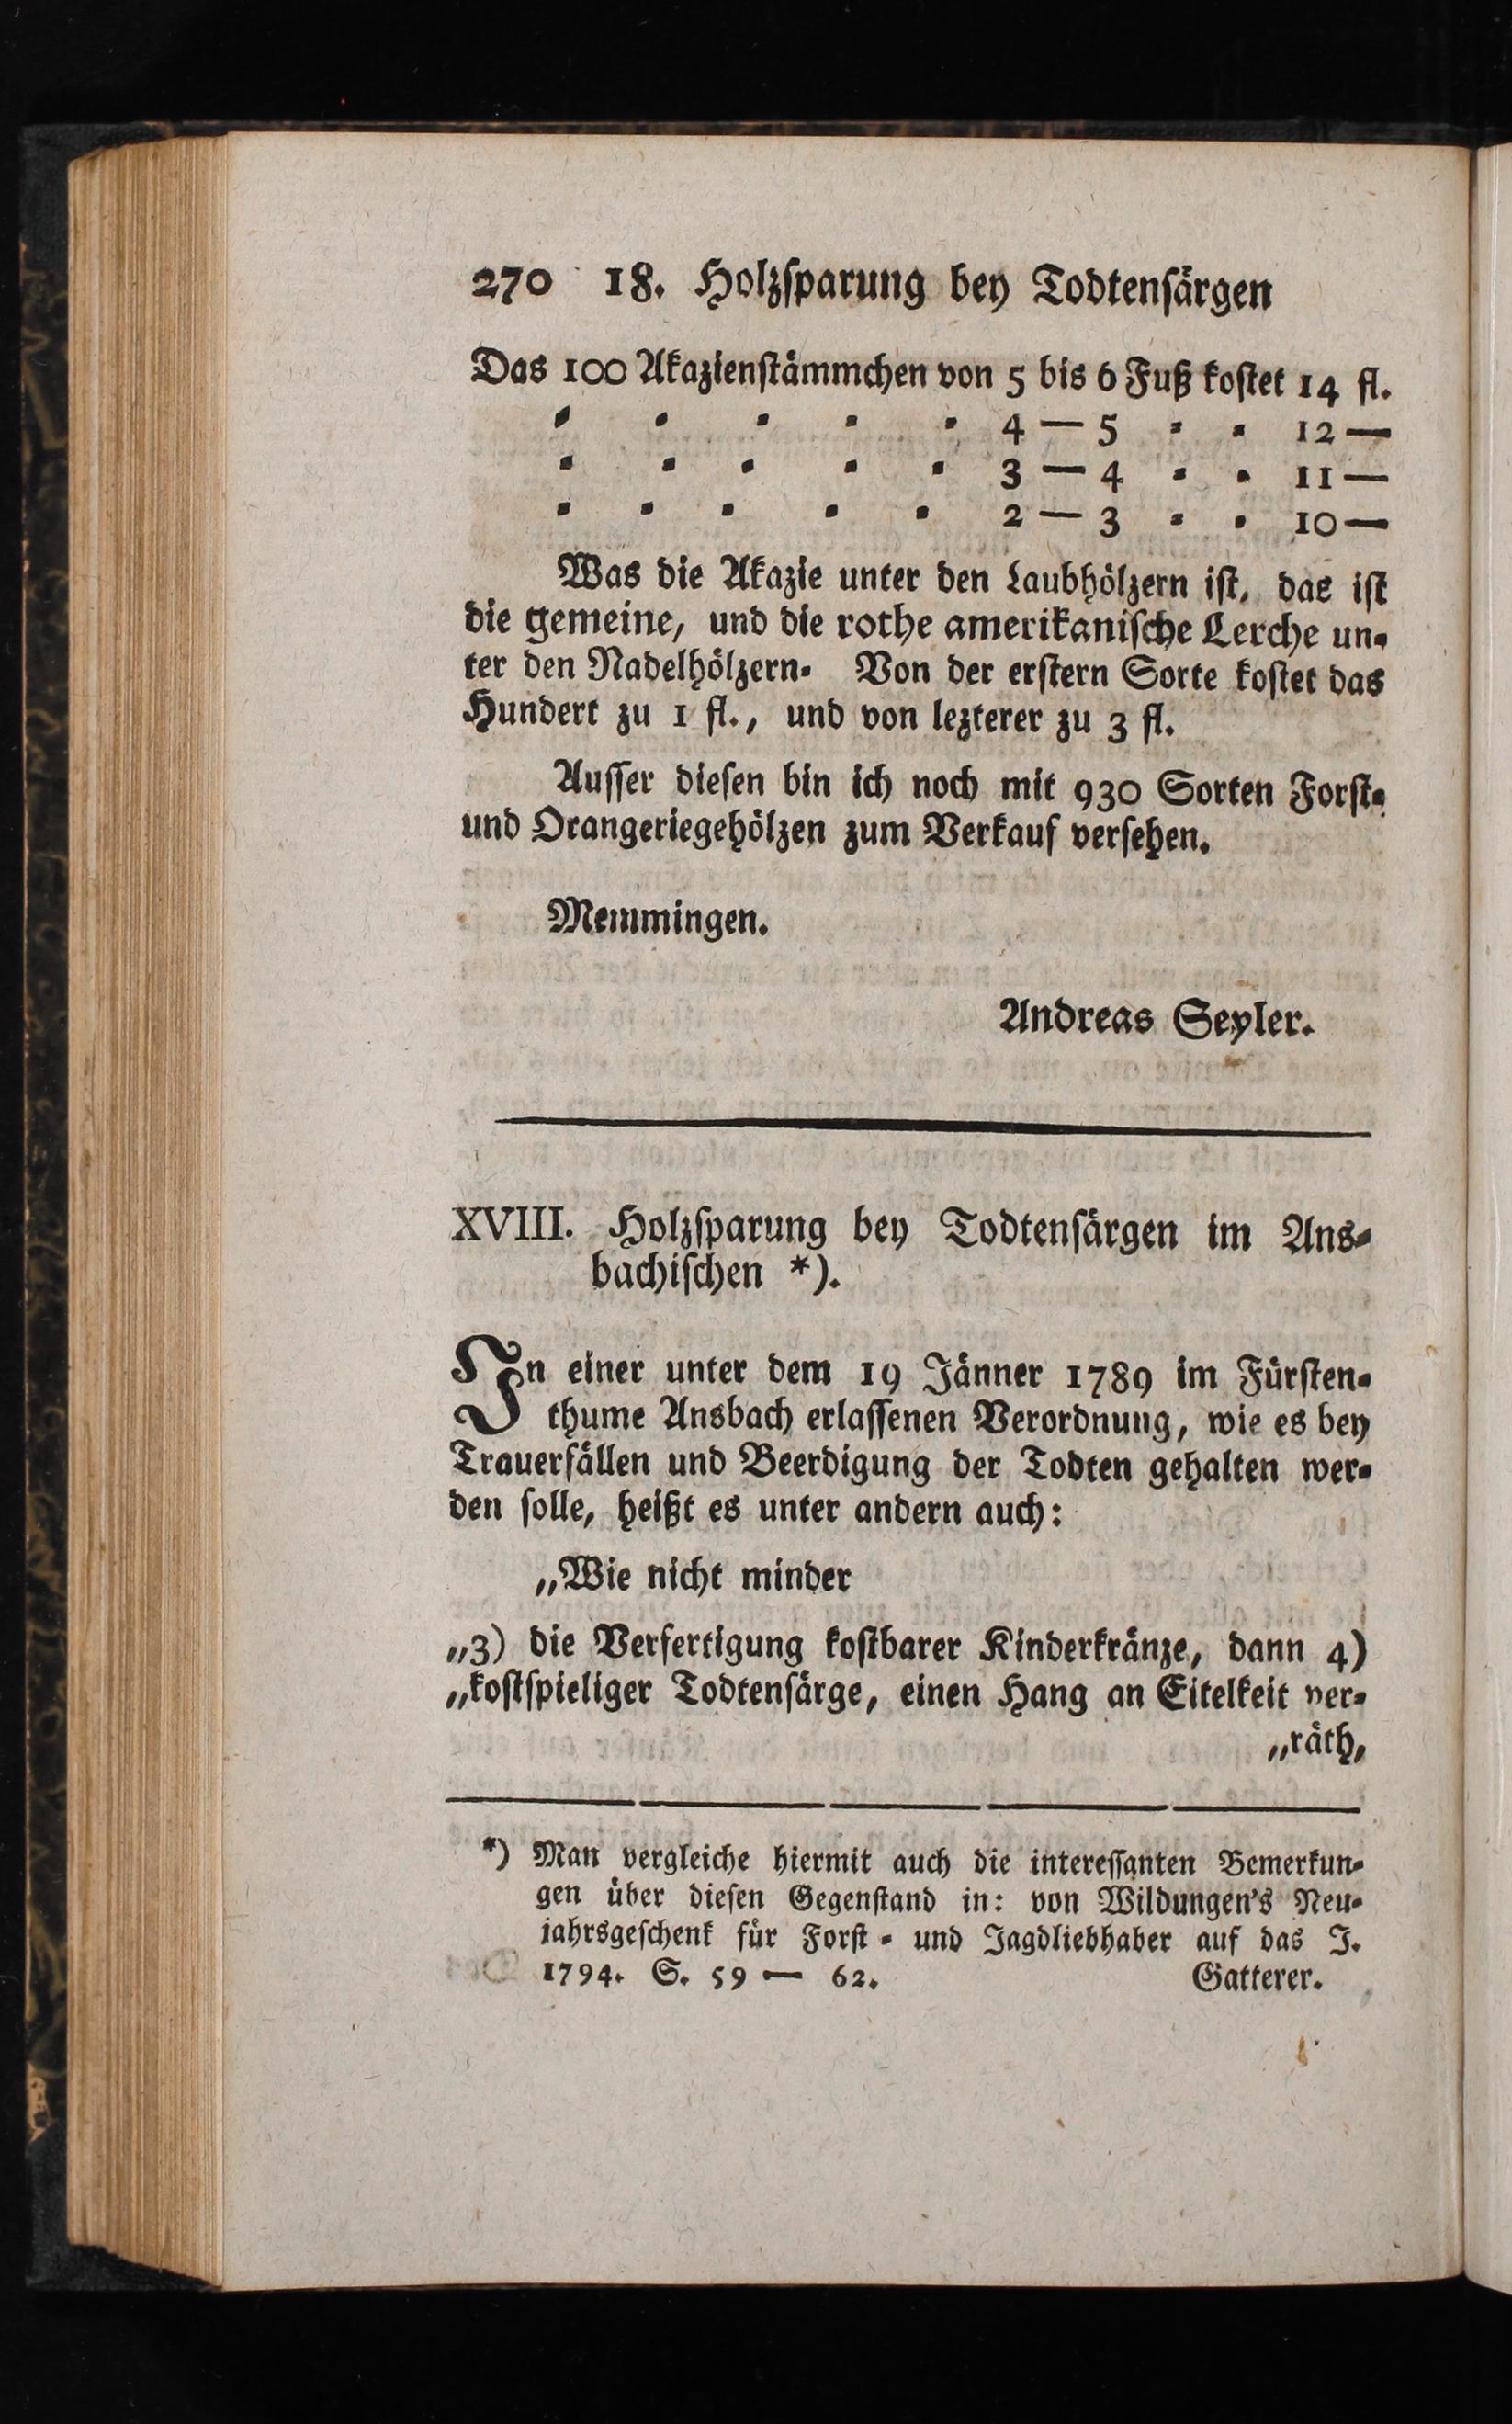 270 18. Holzſparung bey Todtenſärgen
Das 100 Akazienſtämmchen von 5 bis 6 Fuß koſtet 14 fl.
⸗ ⸗ ⸗ ⸗ ⸗ 4 — 5 ⸗ ⸗ 12 —
⸗ ⸗ ⸗ ⸗ ⸗ 3 — 4 ⸗ ⸗ 11 —
⸗ ⸗ ⸗ ⸗ ⸗ 2 — 3 ⸗ ⸗ 10 —
Was die Akazie unter den Laubhölzern iſt, das iſt
die gemeine, und die rothe amerikaniſche Lerche un⸗
ter den Nadelhölzern⸗ Von der erſtern Sorte koſtet das
Hundert zu 1 fl., und von lezterer zu 3 fl.
Auſſer dieſen bin ich noch mit 930 Sorten Forſt⸗
und Orangeriegehölzen zum Verkauf verſehen.
Memmingen.
Andreas Seyler.
XVIII. Holzſparung bey Todtenſärgen im Ans⸗
bachiſchen *).
In einer unter dem 19 Jänner 1789 im Fürſten⸗
thume Ansbach erlaſſenen Verordnung, wie es bey
Trauerfällen und Beerdigung der Todten gehalten wer⸗
den ſolle, heißt es unter andern auch:
„Wie nicht minder
„3) die Verfertigung koſtbarer Kinderkränze, dann 4)
„koſtſpieliger Todtenſärge, einen Hang an Eitelkeit ver⸗
„räth,
*) Man vergleiche hiermit auch die intereſſanten Bemerkun⸗
gen über dieſen Gegenſtand in: von Wildungen's Neu⸗
jahrsgeſchenk für Forſt ⸗ und Jagdliebhaber auf das J.
1794. S. 59 — 62. Gatterer.